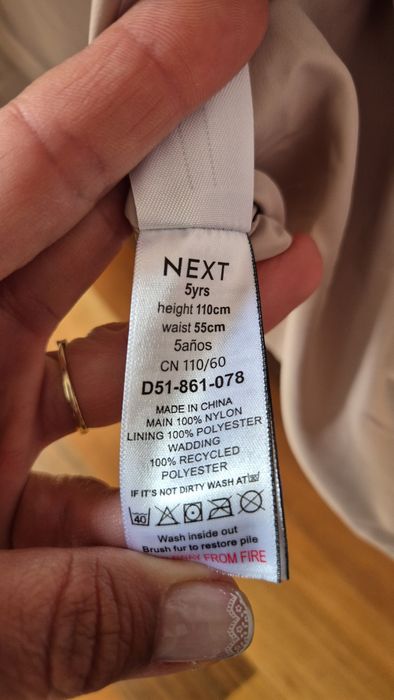 NEXT
5yrs
height 110cm
waist 55cm
5años
CN 110/60
D51-861-078
MADE IN CHINA
MAIN 100% NYLON
LINING 100% POLYESTER
WADDING
100% RECYCLED
POLYESTER
IF IT'S NOT DIRTY WASH AT
40
Wash inside out
Brush fur to restore pile
AWAY FROM FIRE